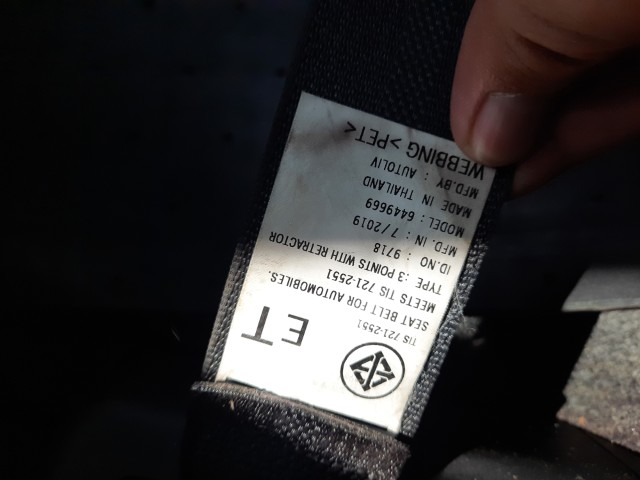 TIS 721-2551
ET
SEAT BELT FOR AUTOMOBILES.
MEETS TIS 721-2551
TYPE :3 POINTS WITH RETRACTOR
ID.NO : 9718
MFD. IN : 7/2019
MODEL : 6449669
MADE IN THAILAND
MFD.BY : AUTOLIV
WEBBING >PET<